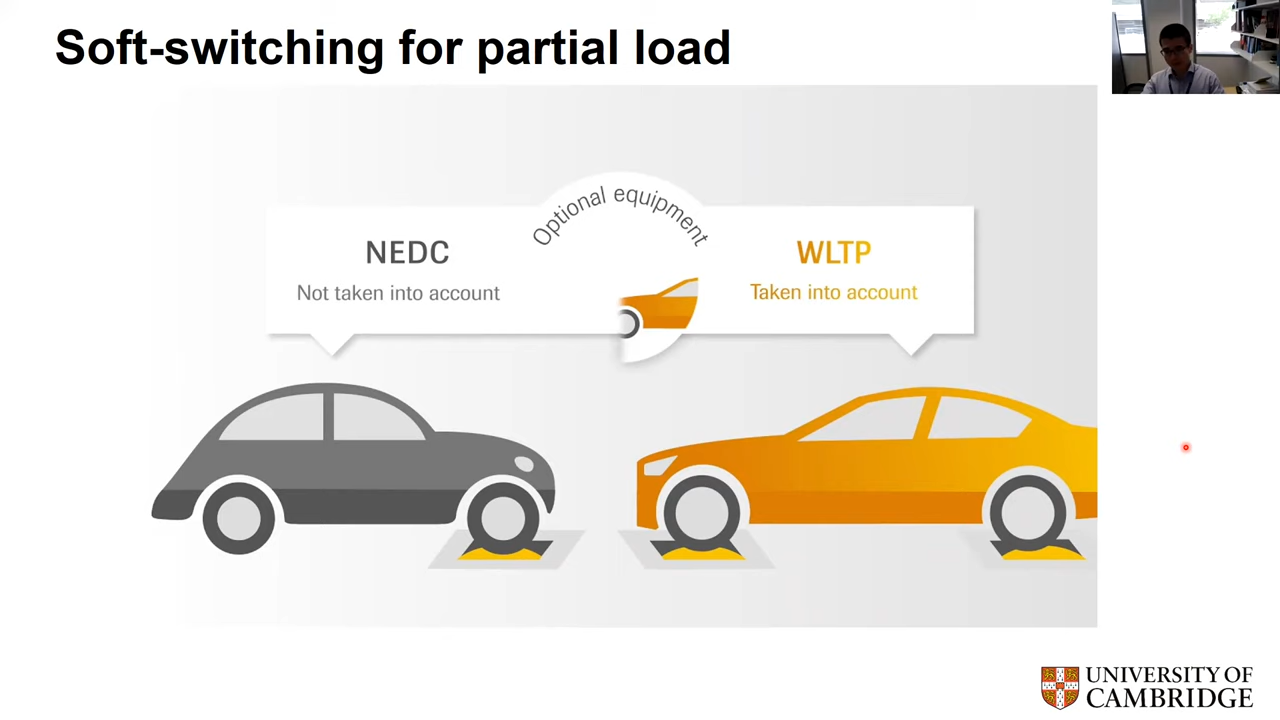 Soft-switching for partial load
Optional equipment
NEDC
Not taken into account
WLTP
Taken into account
UNIVERSITY OF
CAMBRIDGE